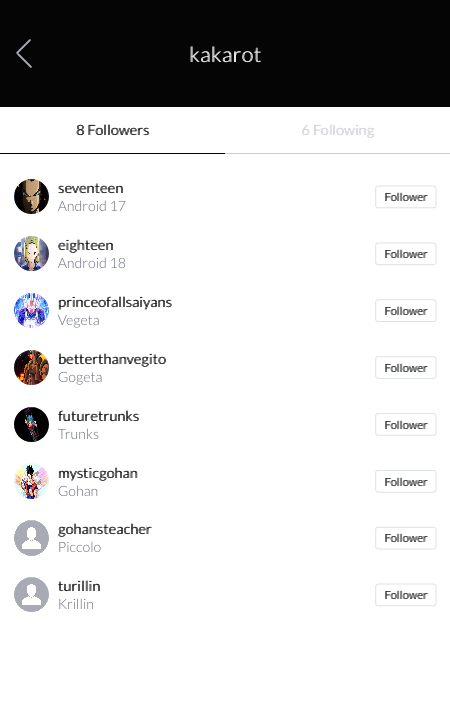 kakarot
8 Followers
6 Following
seventeen
Android 17
Follower
eighteen
Android 18
Follower
princeofallsaiyans
Vegeta
Follower
betterthanvegito
Gogeta
Follower
futuretrunks
Trunks
Follower
mysticgohan
Gohan
Follower
gohansteacher
Piccolo
Follower
turillin
Krillin
Follower